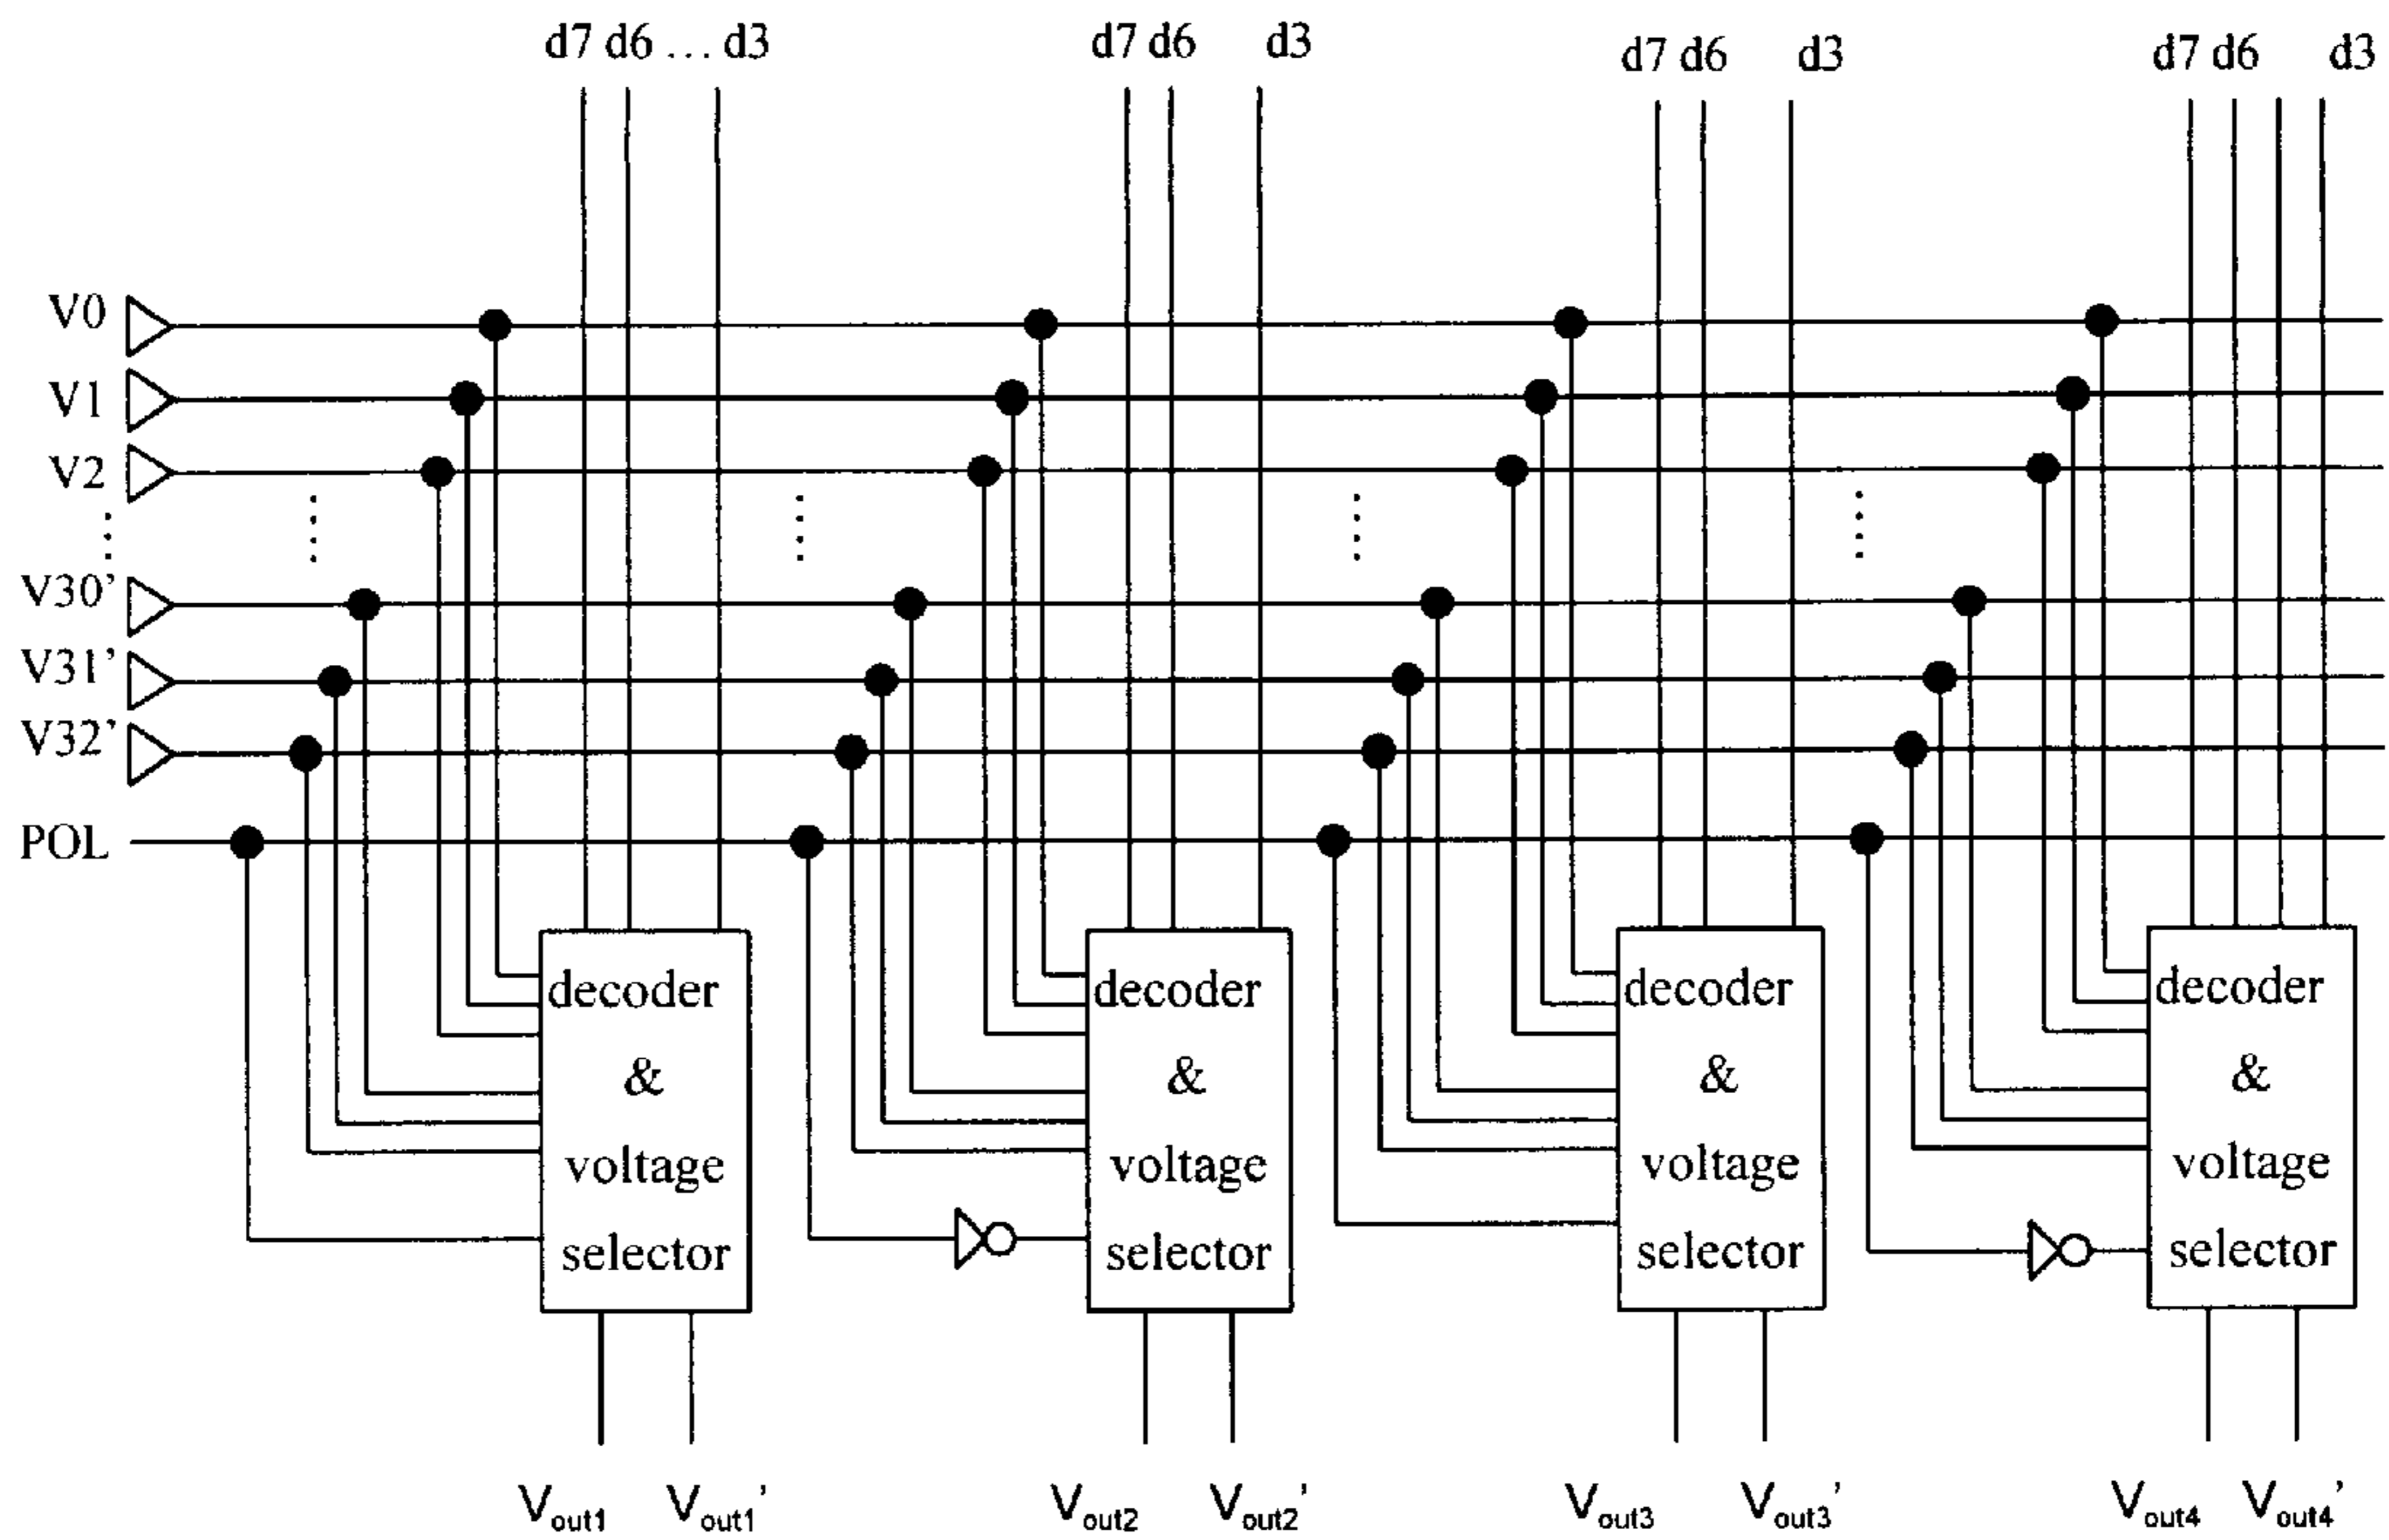 d7 d6 ... d3
d7 d6 d3
d7 d6 d3
d7 d6 d3
V0
V1
V2
V30'
V31'
V32'
POL
decoder
&
voltage
selector
decoder
&
voltage
selector
decoder
&
voltage
selector
decoder
&
voltage
selector
Vout1 Vout1'
Vout2 Vout2'
Vout3 Vout3'
Vout4 Vout4'